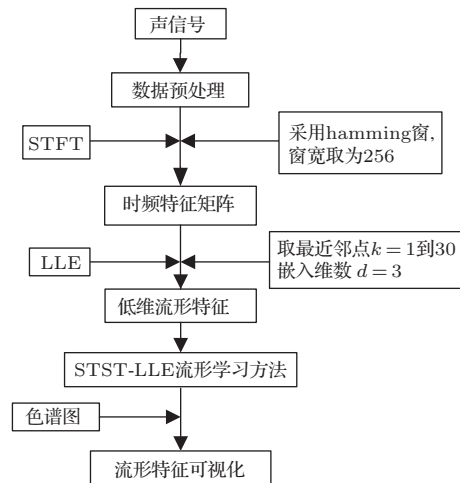 声信号
数据预处理
STFT
采用hamming窗,
窗宽取为256
时频特征矩阵
LLE
取最近邻点k = 1到30
嵌入维数 d = 3
低维流形特征
STST-LLE流形学习方法
色谱图
流形特征可视化